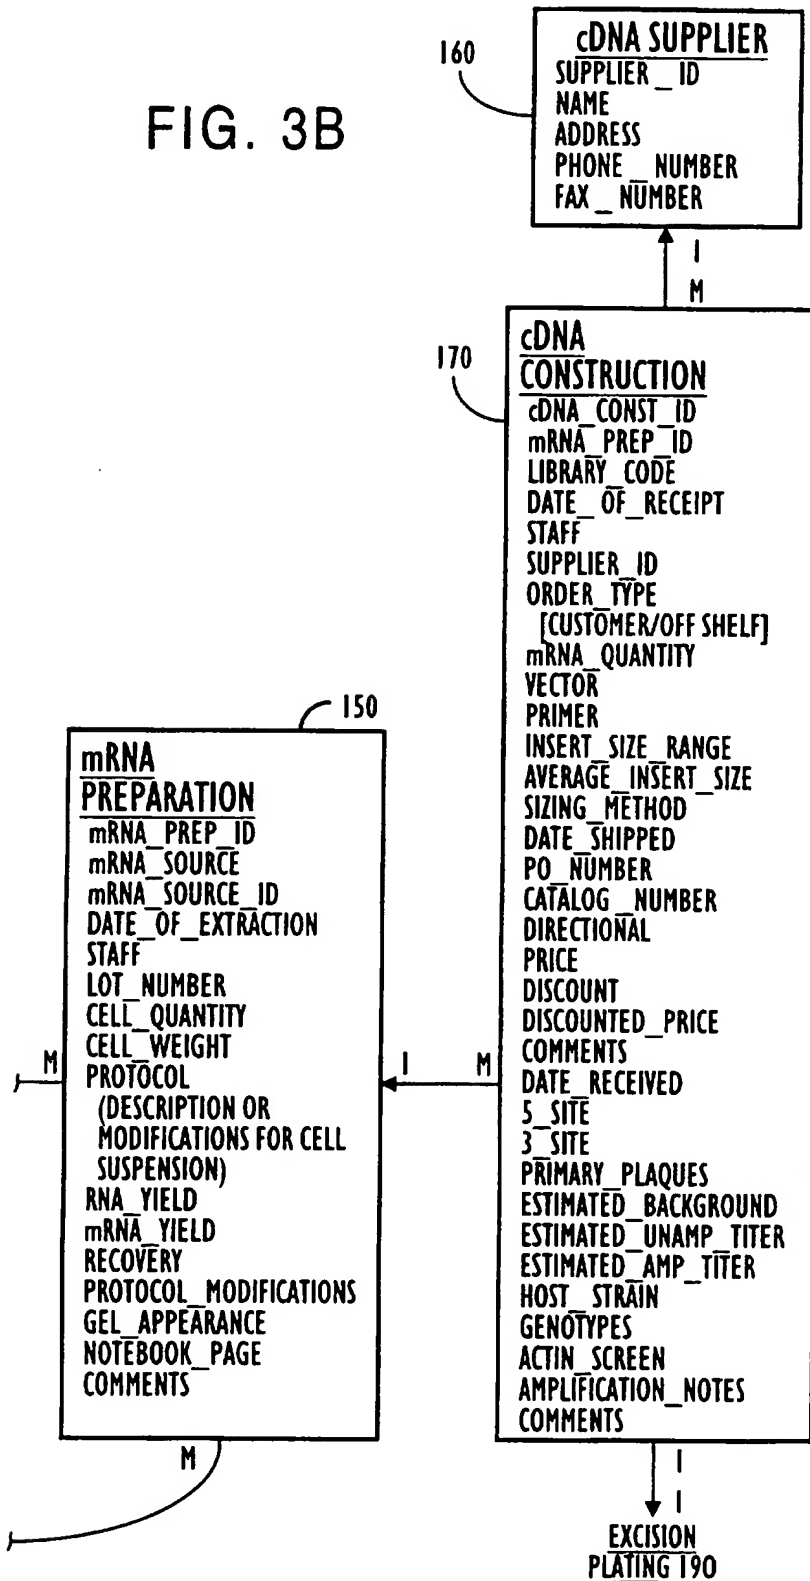 FIG. 3B
160
cDNA SUPPLIER
SUPPLIER_ID
NAME
ADDRESS
PHONE_NUMBER
FAX_NUMBER
I
M
170
cDNA
CONSTRUCTION
cDNA_CONST_ID
mRNA_PREP_ID
LIBRARY_CODE
DATE_OF_RECEIPT
STAFF
SUPPLIER_ID
ORDER_TYPE
[CUSTOMER/OFF SHELF]
mRNA_QUANTITY
VECTOR
PRIMER
INSERT_SIZE_RANGE
AVERAGE_INSERT_SIZE
SIZING_METHOD
DATE_SHIPPED
PO_NUMBER
CATALOG_NUMBER
DIRECTIONAL
PRICE
DISCOUNT
DISCOUNTED_PRICE
COMMENTS
DATE_RECEIVED
5_SITE
3_SITE
PRIMARY_PLAQUES
ESTIMATED_BACKGROUND
ESTIMATED_UNAMP_TITER
ESTIMATED_AMP_TITER
HOST_STRAIN
GENOTYPES
ACTIN_SCREEN
AMPLIFICATION_NOTES
COMMENTS
150
mRNA
PREPARATION
mRNA_PREP_ID
mRNA_SOURCE
mRNA_SOURCE_ID
DATE_OF_EXTRACTION
STAFF
LOT_NUMBER
CELL_QUANTITY
CELL_WEIGHT
PROTOCOL
(DESCRIPTION OR
MODIFICATIONS FOR CELL
SUSPENSION)
RNA_YIELD
mRNA_YIELD
RECOVERY
PROTOCOL_MODIFICATIONS
GEL_APPEARANCE
NOTEBOOK_PAGE
COMMENTS
M
I M
M
I
I
EXCISION
PLATING 190